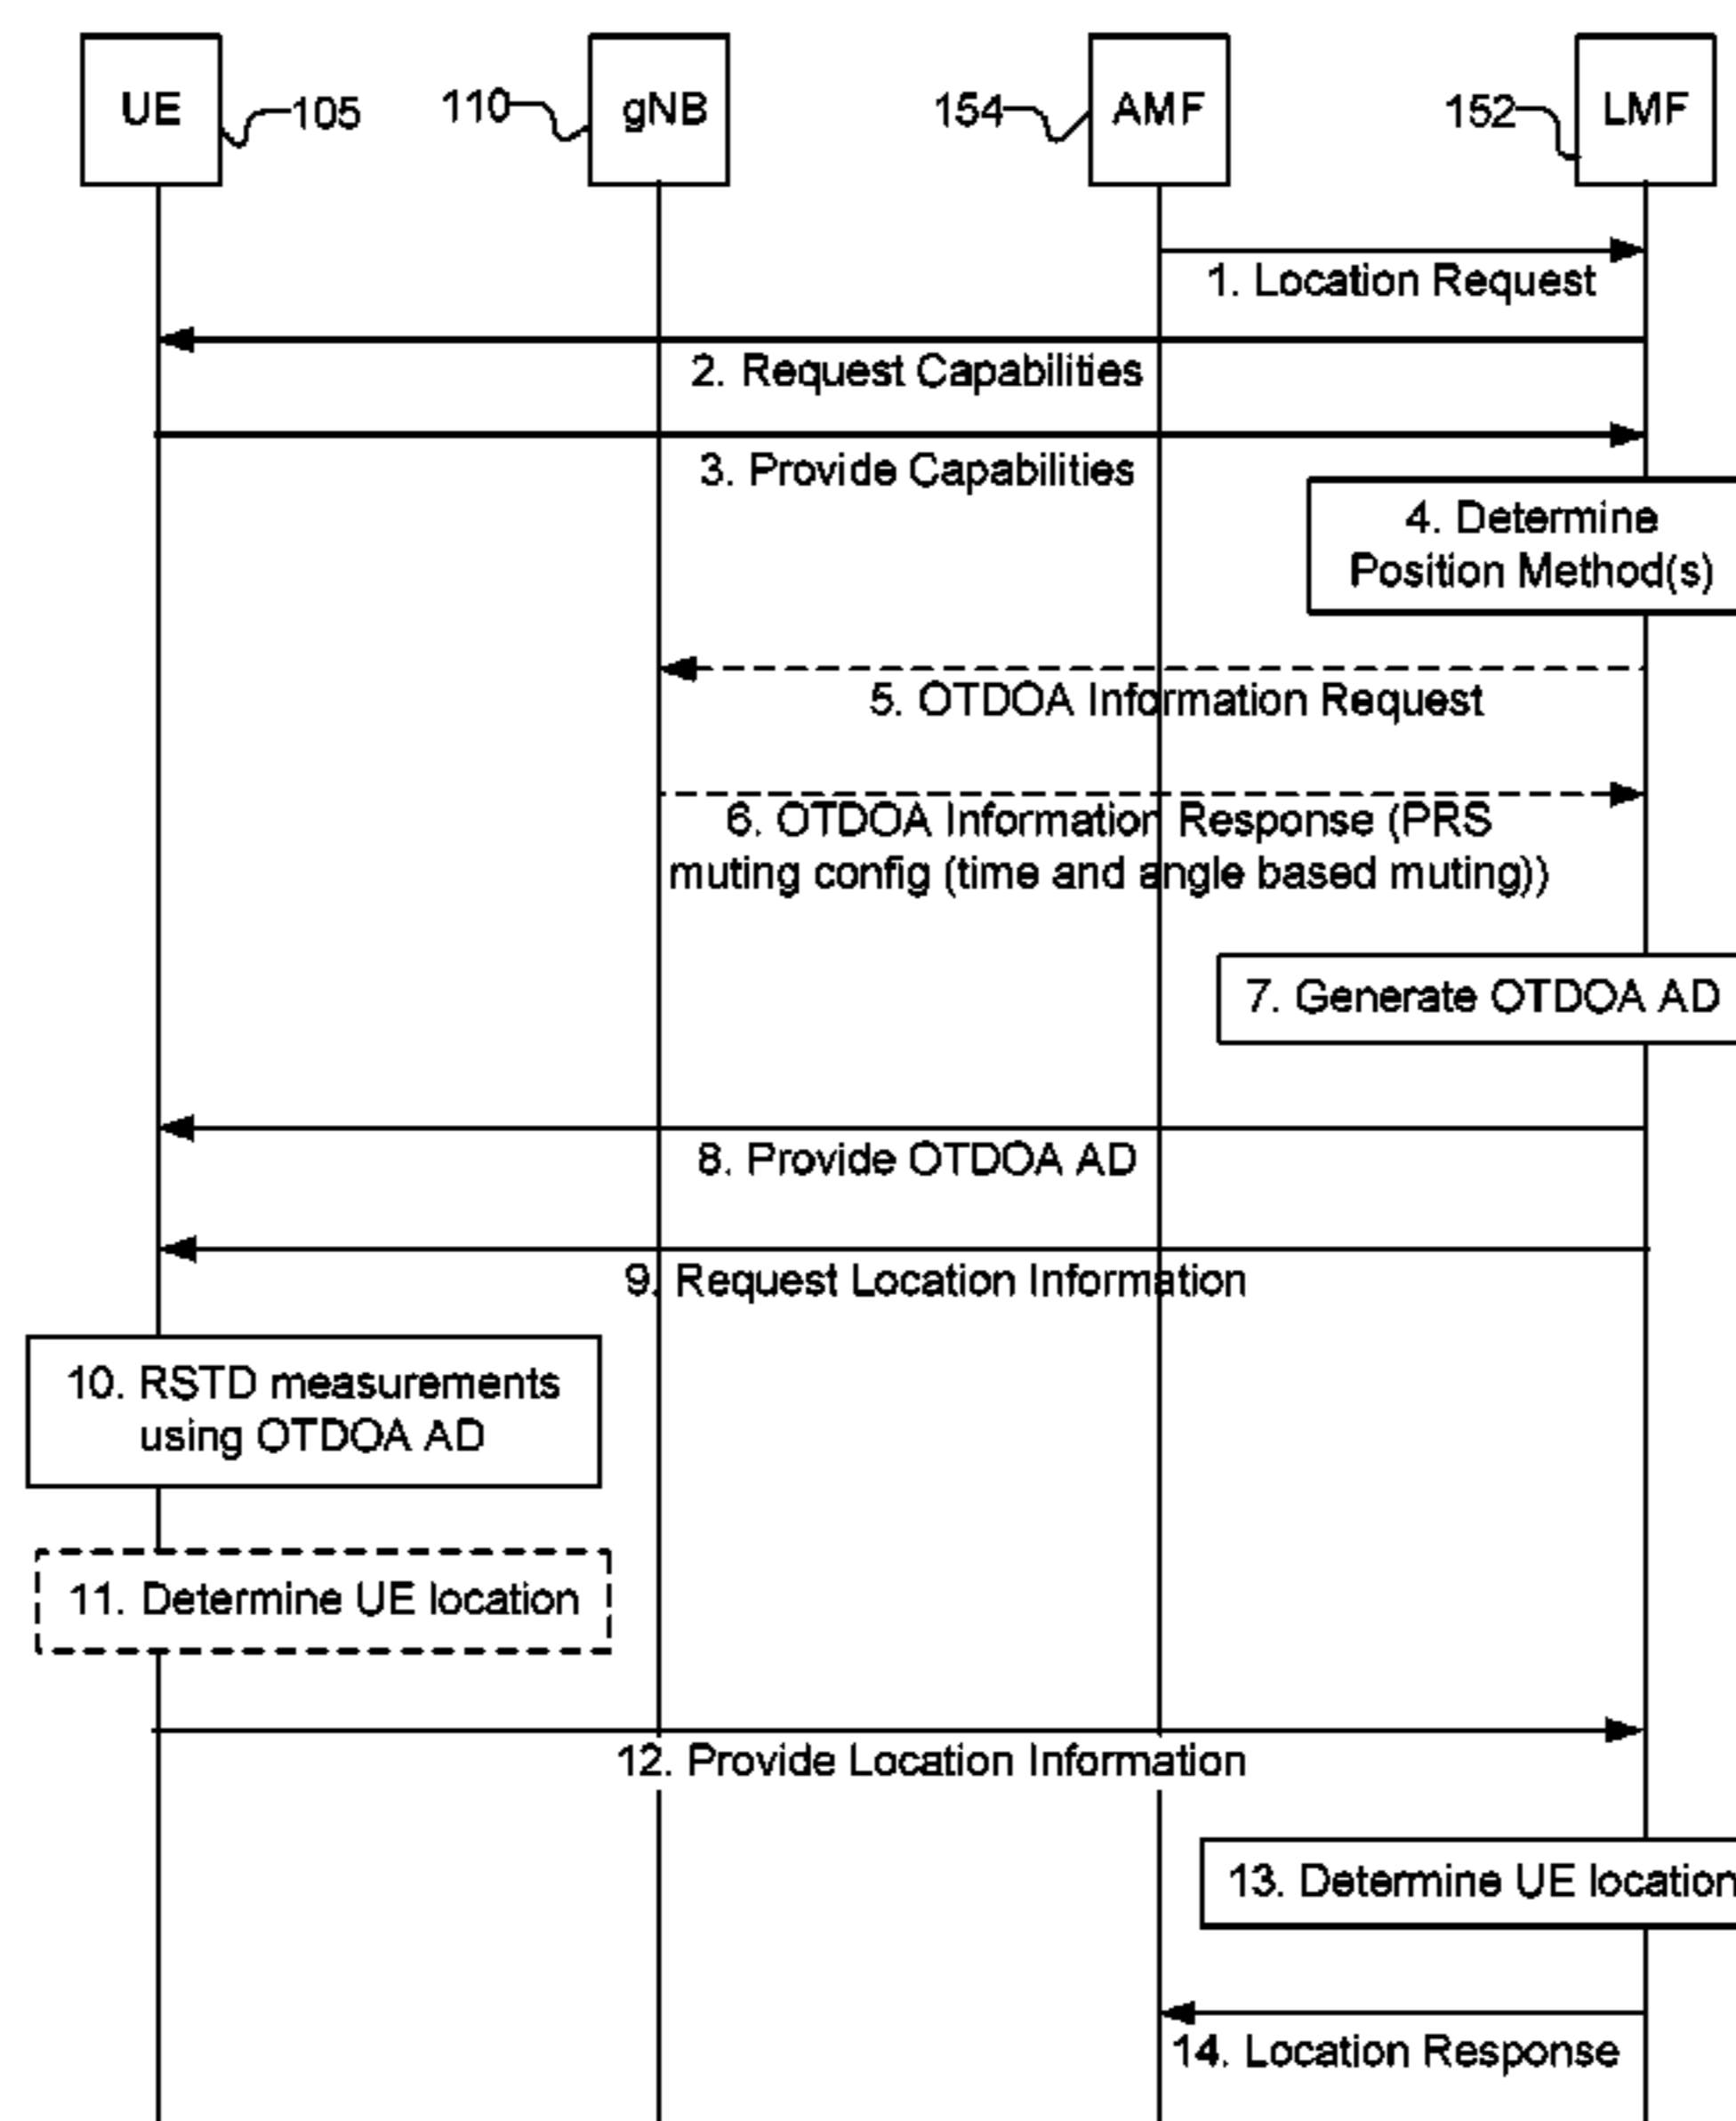 UE
105
110
gNB
154
AMF
152
LMF
1. Location Request
2. Request Capabilities
3. Provide Capabilities
4. Determine
Position Method(s)
5. OTDOA Information Request
6. OTDOA Information Response (PRS
muting config (time and angle based muting))
7. Generate OTDOA AD
8. Provide OTDOA AD
9. Request Location Information
10. RSTD measurements
using OTDOA AD
11. Determine UE location
12. Provide Location Information
13. Determine UE location
14. Location Response